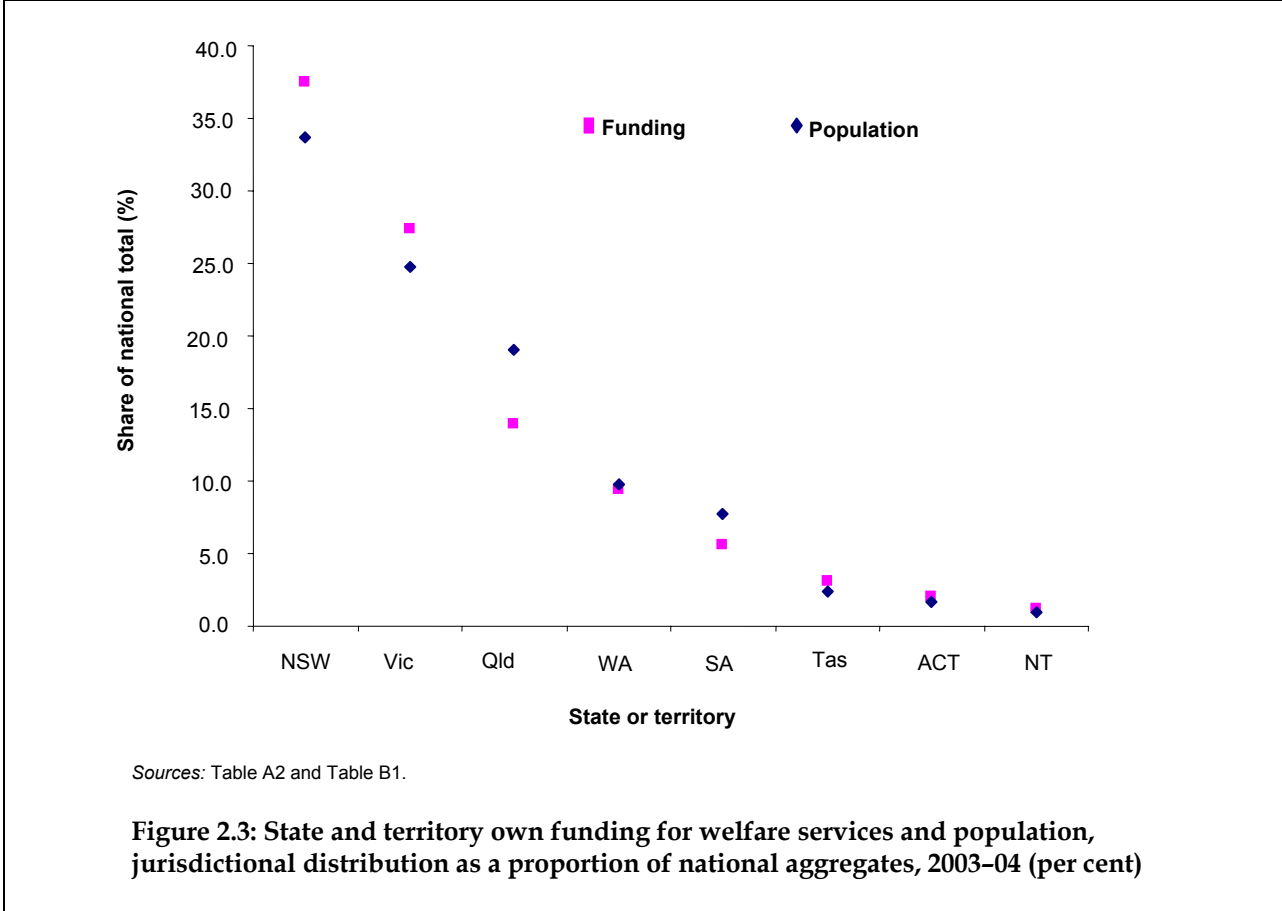 40.0
35.0
30.0
25.0
20.0
15.0
10.0
5.0
0.0
Share of national total (%)
Funding
Population
NSW Vic Qld WA SA Tas ACT NT
State or territory
Sources: Table A2 and Table B1.
Figure 2.3: State and territory own funding for welfare services and population,
jurisdictional distribution as a proportion of national aggregates, 2003–04 (per cent)